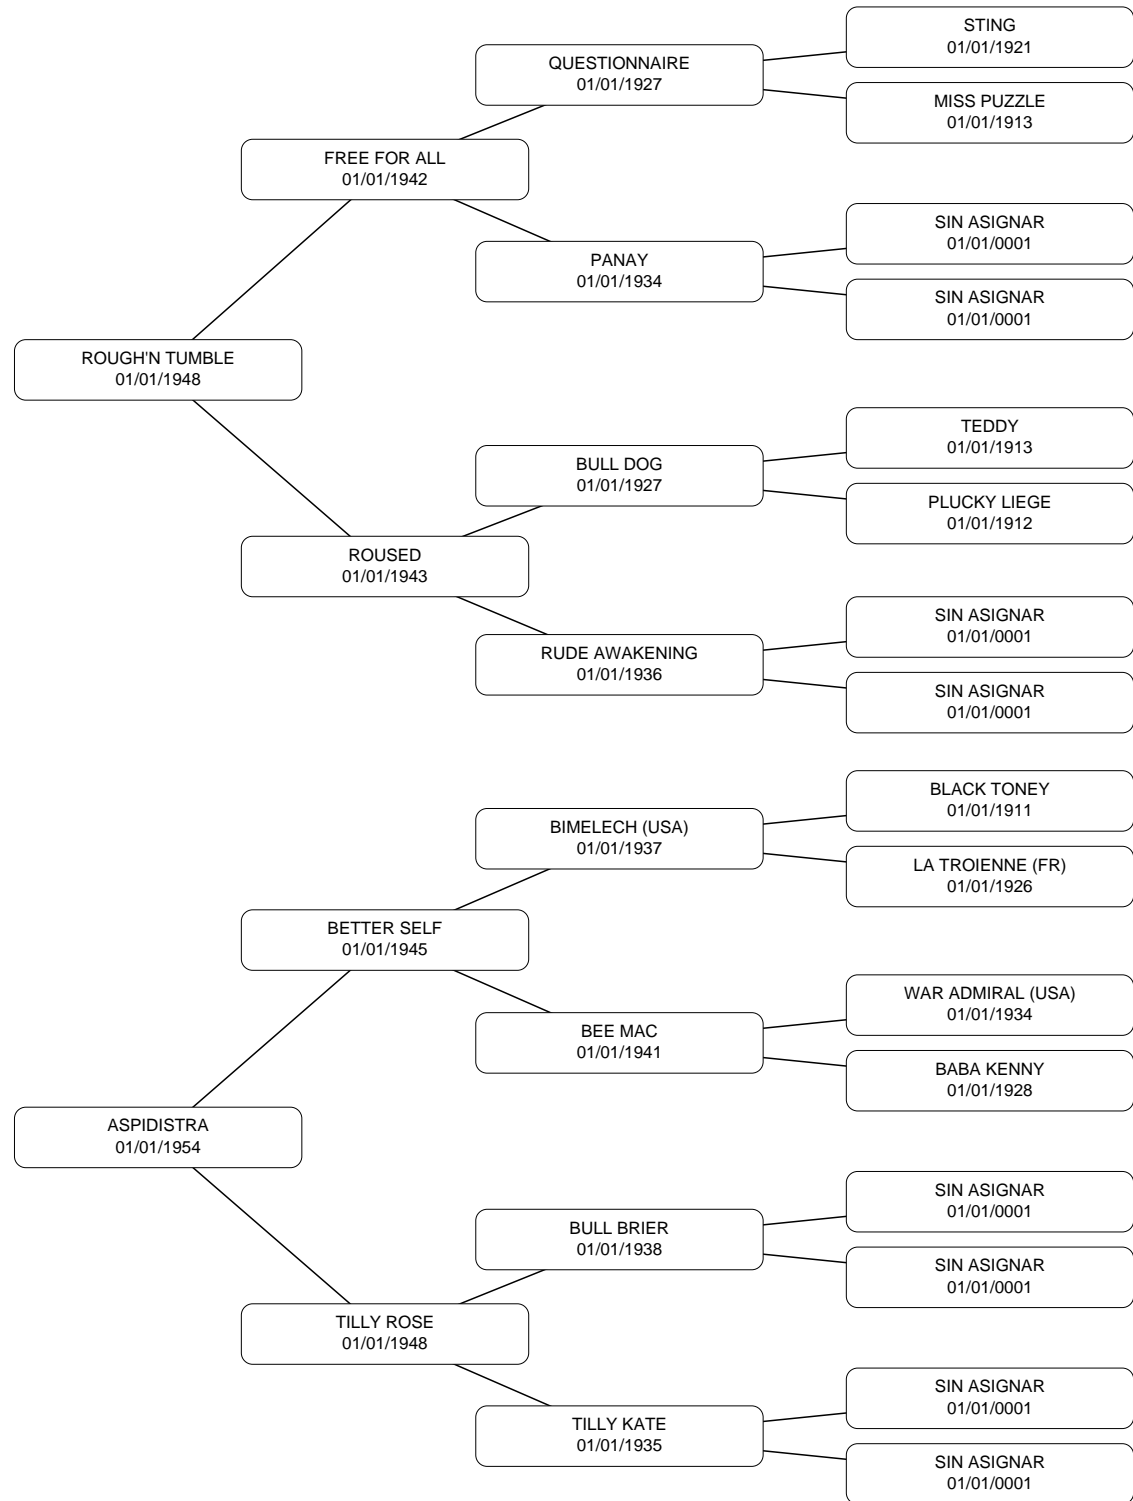 STING
01/01/1921
QUESTIONNAIRE
01/01/1927
MISS PUZZLE
01/01/1913
FREE FOR ALL
01/01/1942
SIN ASIGNAR
01/01/0001
PANAY
01/01/1934
SIN ASIGNAR
01/01/0001
ROUGH'N TUMBLE
01/01/1948
TEDDY
01/01/1913
BULL DOG
01/01/1927
PLUCKY LIEGE
01/01/1912
ROUSED
01/01/1943
SIN ASIGNAR
01/01/0001
RUDE AWAKENING
01/01/1936
SIN ASIGNAR
01/01/0001
BLACK TONEY
01/01/1911
BIMELECH (USA)
01/01/1937
LA TROIENNE (FR)
01/01/1926
BETTER SELF
01/01/1945
WAR ADMIRAL (USA)
01/01/1934
BEE MAC
01/01/1941
BABA KENNY
01/01/1928
ASPIDISTRA
01/01/1954
SIN ASIGNAR
01/01/0001
BULL BRIER
01/01/1938
SIN ASIGNAR
01/01/0001
TILLY ROSE
01/01/1948
SIN ASIGNAR
01/01/0001
TILLY KATE
01/01/1935
SIN ASIGNAR
01/01/0001